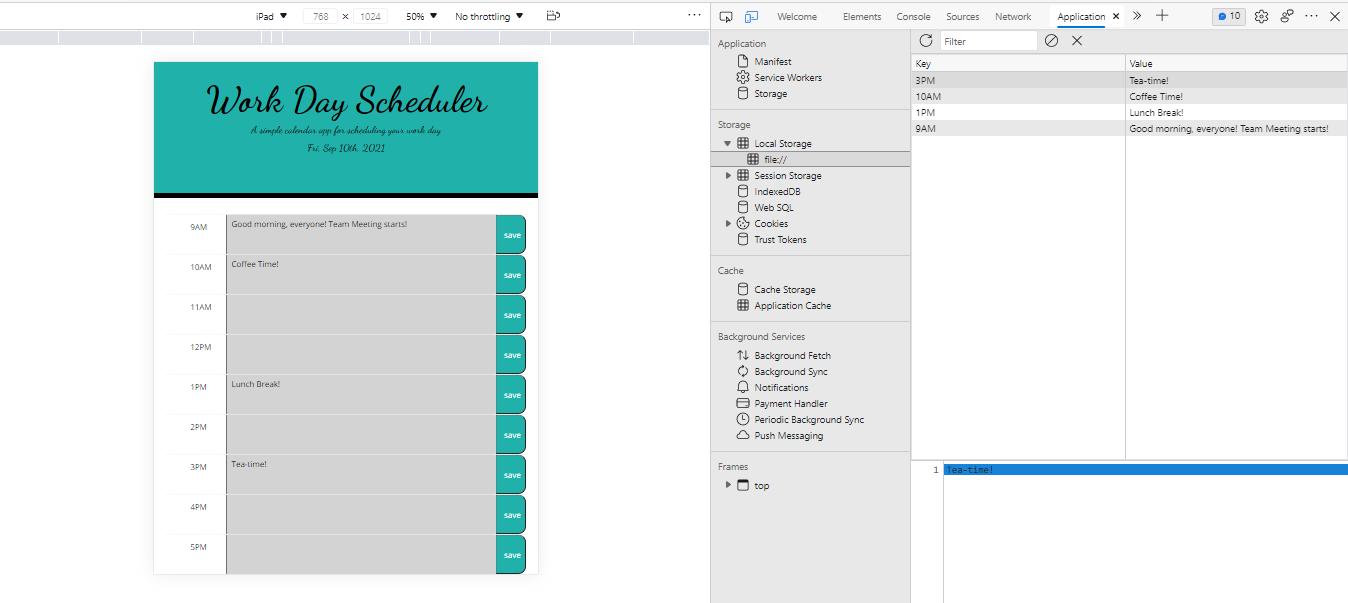 iPad ▼ 768 × 1024 50% ▼ No throttling ▼ ···
Work Day Scheduler
A simple calendar app for scheduling your work day
Fri, Sep 10th, 2021
9AM Good morning, everyone! Team Meeting starts! save
10AM Coffee Time! save
11AM save
12PM save
1PM Lunch Break! save
2PM save
3PM Tea-time! save
4PM save
5PM save
Welcome Elements Console Sources Network Application × » + 10 ··· ×
Application
Manifest
Service Workers
Storage
Storage
Local Storage
file://
Session Storage
IndexedDB
Web SQL
Cookies
Trust Tokens
Cache
Cache Storage
Application Cache
Background Services
Background Fetch
Background Sync
Notifications
Payment Handler
Periodic Background Sync
Push Messaging
Frames
top
Filter
Key Value
3PM Tea-time!
10AM Coffee Time!
1PM Lunch Break!
9AM Good morning, everyone! Team Meeting starts!
1 Tea-time!